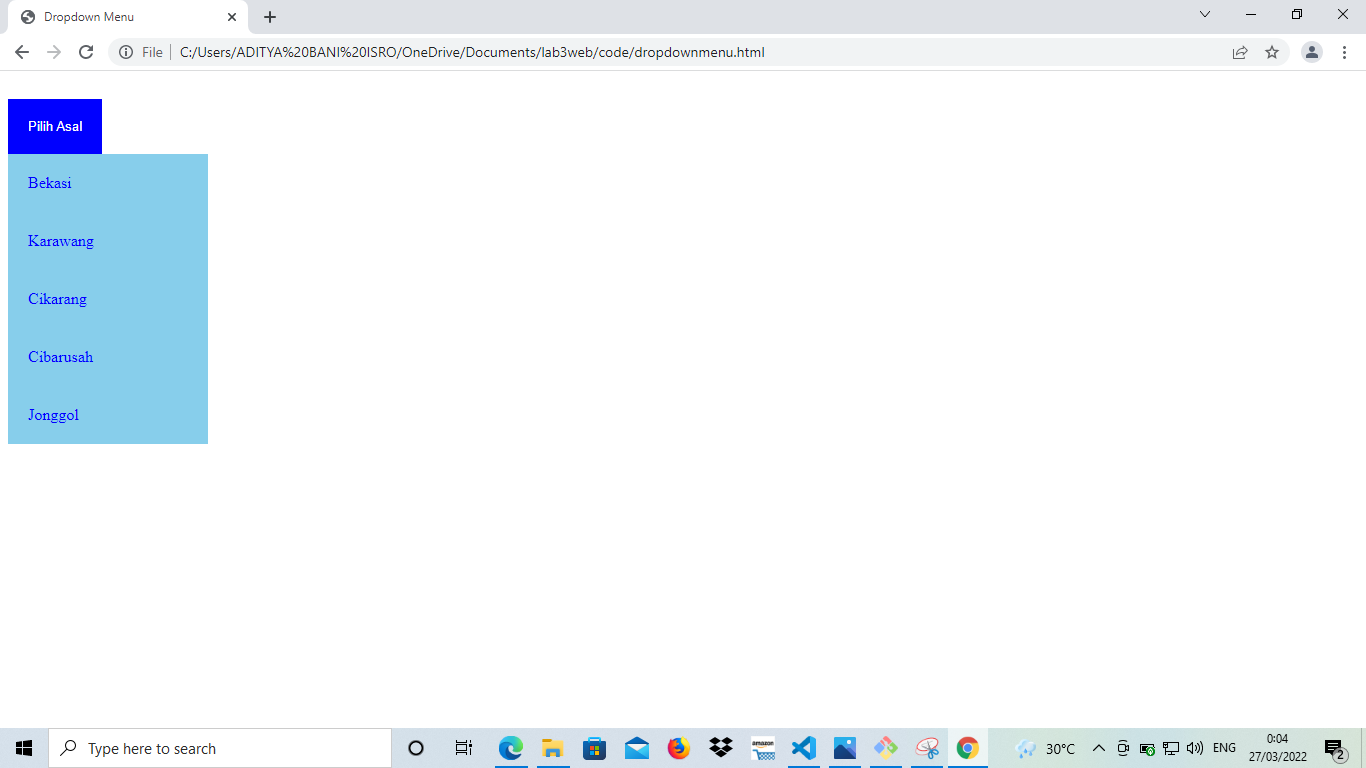 Dropdown Menu
File C:/Users/ADITYA%20BANI%20ISRO/OneDrive/Documents/lab3web/code/dropdownmenu.html
Pilih Asal
Bekasi
Karawang
Cikarang
Cibarusah
Jonggol
Type here to search
amazon
30°C
ENG
0:04
27/03/2022
2